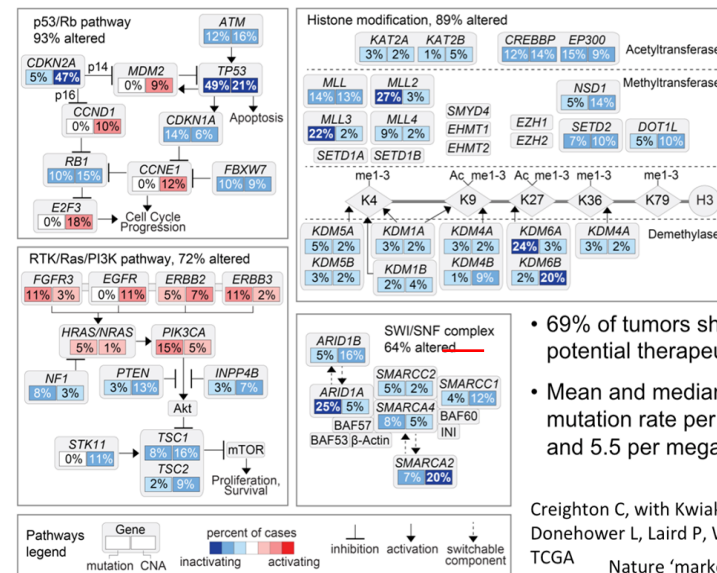 p53/Rb pathway
93% altered
ATM
12% 16%
CDKN2A
5% 47%
p14
MDM2
0% 9%
TP53
49% 21%
p16
CCND1
0% 10%
CDKN1A
14% 6%
Apoptosis
RB1
10% 15%
CCNE1
0% 12%
FBXW7
10% 9%
E2F3
0% 18%
Cell Cycle
Progression
Histone modification, 89% altered
KAT2A KAT2B CREBBP EP300
3% 2% 1% 5% 12% 14% 15% 9%
Acetyltransferase
Methyltransferase
MLL MLL2
14% 13% 27% 3%
NSD1
5% 14%
MLL3 MLL4
22% 2% 9% 2%
SMYD4
EHMT1
EHMT2
EZH1
EZH2
SETD2 DOT1L
7% 10% 5% 10%
SETD1A SETD1B
me1-3 Ac me1-3 Ac me1-3 me1-3 me1-3
K4 K9 K27 K36 K79 H3
Demethylase
KDM5A KDM1A KDM4A KDM6A KDM4A
5% 2% 3% 2% 3% 2% 24% 3% 3% 2%
KDM5B KDM1B KDM4B KDM6B
3% 2% 2% 4% 1% 9% 2% 20%
RTK/Ras/PI3K pathway, 72% altered
FGFR3 EGFR ERBB2 ERBB3
11% 3% 0% 11% 5% 7% 11% 2%
HRAS/NRAS PIK3CA
5% 1% 15% 5%
NF1 PTEN INPP4B
8% 3% 3% 13% 3% 7%
Akt
STK11
0% 11%
TSC1
8% 16%
TSC2
2% 9%
mTOR
Proliferation,
Survival
SWI/SNF complex
64% altered
ARID1B
5% 16%
SMARCC2
5% 2%
SMARCC1
4% 12%
ARID1A
25% 5%
SMARCA4
8% 5%
BAF60
INI
BAF57
BAF53 β-Actin
SMARCA2
7% 20%
• 69% of tumors
potential
• Mean and median
mutation rate per
and 5.5 per
Creighton C, with
Donehower L, Laird P,
TCGA
Nature
Pathways
legend
Gene
mutation CNA
percent of cases
inactivating activating
inhibition activation switchable
component